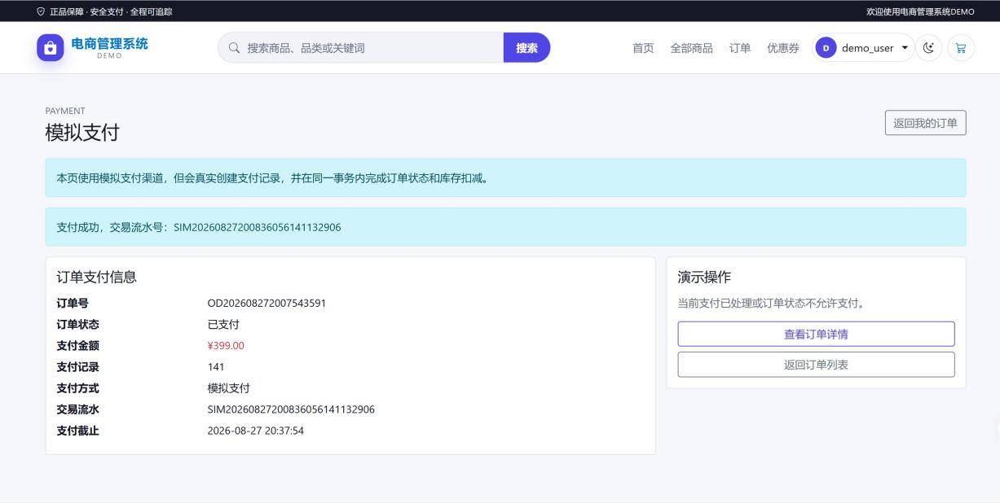 正品保障 · 安全支付 · 全程可追踪
欢迎使用电商管理系统DEMO
电商管理系统
DEMO
搜索商品、品类或关键词
搜索
首页
全部商品
订单
优惠券
D
demo_user
PAYMENT
模拟支付
返回我的订单
本页使用模拟支付渠道，但会真实创建支付记录，并在同一事务内完成订单状态和库存扣减。
支付成功，交易流水号：SIM20260827200836056141132906
订单支付信息
订单号 OD202608272007543591
订单状态 已支付
支付金额 ¥399.00
支付记录 141
支付方式 模拟支付
交易流水 SIM20260827200836056141132906
支付截止 2026-08-27 20:37:54
演示操作
当前支付已处理或订单状态不允许支付。
查看订单详情
返回订单列表